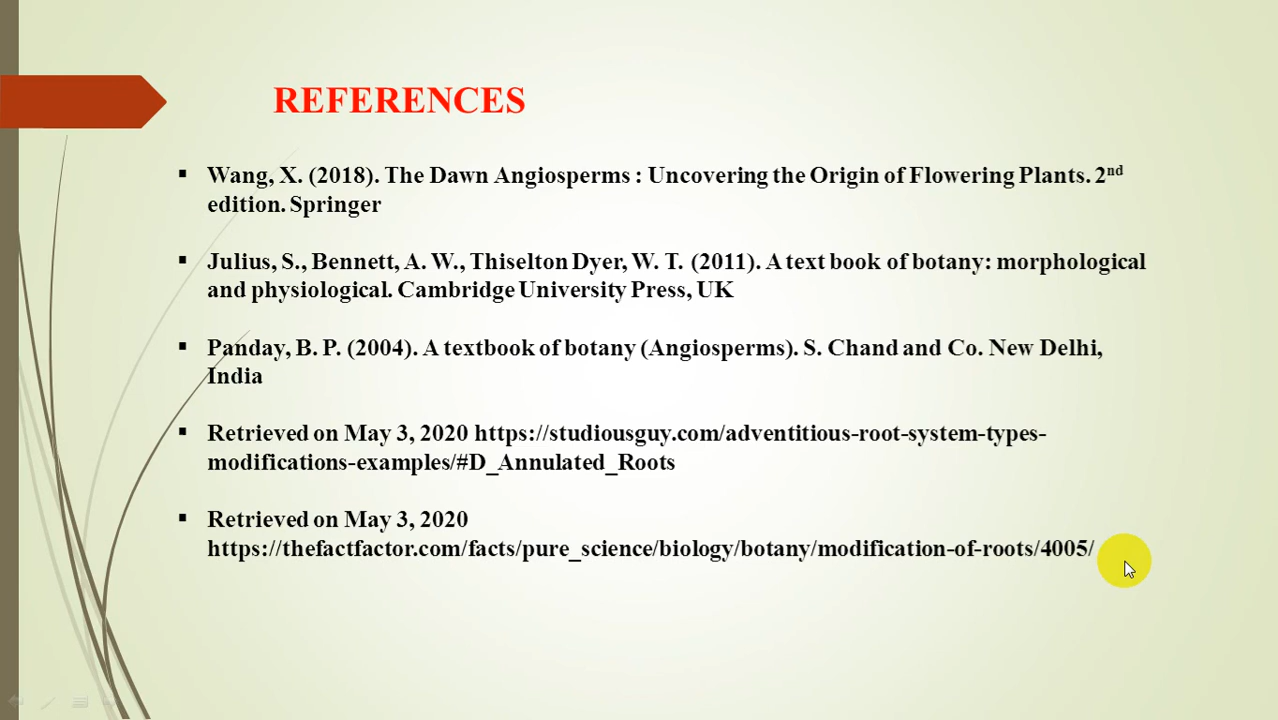 REFERENCES
▪ Wang, X. (2018). The Dawn Angiosperms : Uncovering the Origin of Flowering Plants. 2nd
edition. Springer
▪ Julius, S., Bennett, A. W., Thiselton Dyer, W. T. (2011). A text book of botany: morphological
and physiological. Cambridge University Press, UK
▪ Panday, B. P. (2004). A textbook of botany (Angiosperms). S. Chand and Co. New Delhi,
India
▪ Retrieved on May 3, 2020 https://studiousguy.com/adventitious-root-system-types-
modifications-examples/#D_Annulated_Roots
▪ Retrieved on May 3, 2020
https://thefactfactor.com/facts/pure_science/biology/botany/modification-of-roots/4005/